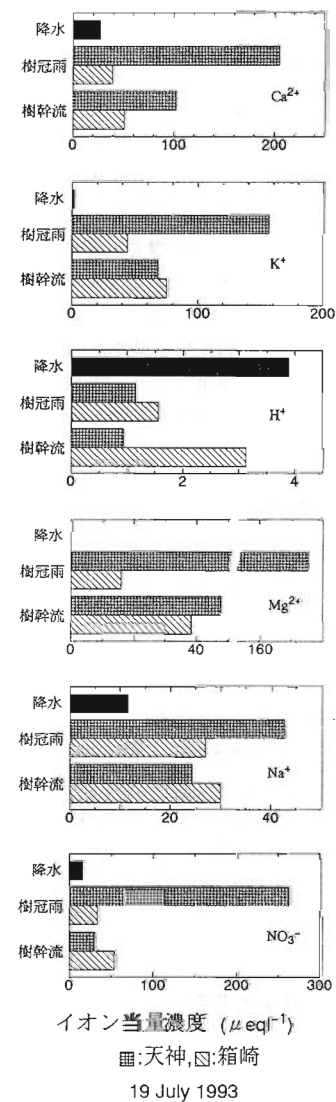 降水
樹冠雨
樹幹流
Ca²⁺
0 100 200
降水
樹冠雨
樹幹流
K⁺
0 100 200
降水
樹冠雨
樹幹流
H⁺
0 2 4
降水
樹冠雨
樹幹流
Mg²⁺
0 40 160
降水
樹冠雨
樹幹流
Na⁺
0 20 40
降水
樹冠雨
樹幹流
NO₃⁻
0 100 200 300
イオン当量濃度 (μeql⁻¹)
▦:天神,▨:箱崎
19 July 1993